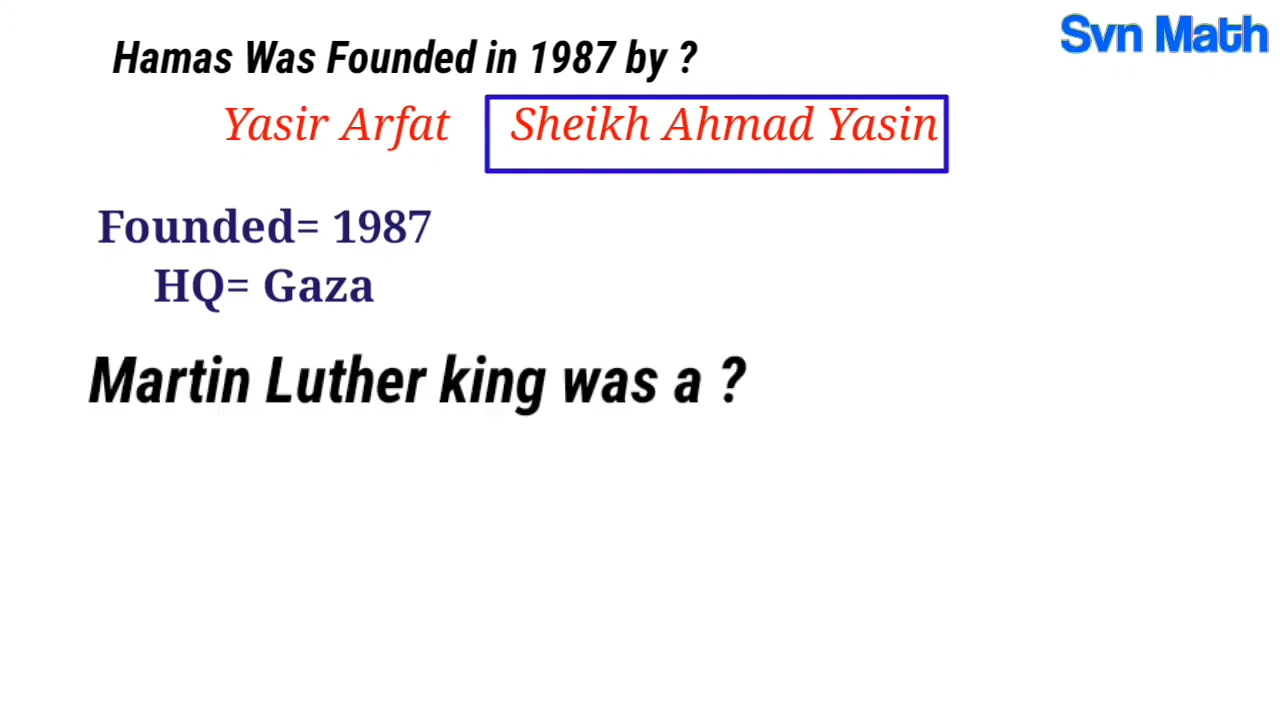 Svn Math
Hamas Was Founded in 1987 by ?
Yasir Arfat Sheikh Ahmad Yasin
Founded= 1987
HQ= Gaza
Martin Luther king was a ?